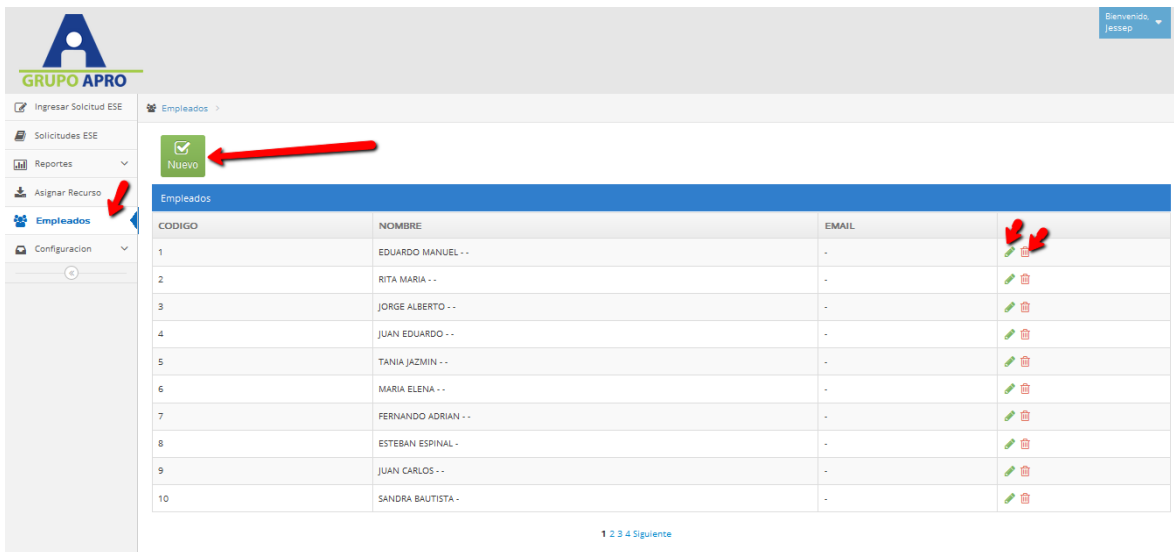 Bienvenido,
Jessep
GRUPO APRO
Ingresar Solcitud ESE
Empleados >
Solicitudes ESE
Nuevo
Reportes
Asignar Recurso
Empleados
Empleados
CODIGO NOMBRE EMAIL
Configuracion
1 EDUARDO MANUEL - - -
2 RITA MARIA - - -
3 JORGE ALBERTO - - -
4 JUAN EDUARDO - - -
5 TANIA JAZMIN - - -
6 MARIA ELENA - - -
7 FERNANDO ADRIAN - - -
8 ESTEBAN ESPINAL - -
9 JUAN CARLOS - - -
10 SANDRA BAUTISTA - -
1 2 3 4 Siguiente